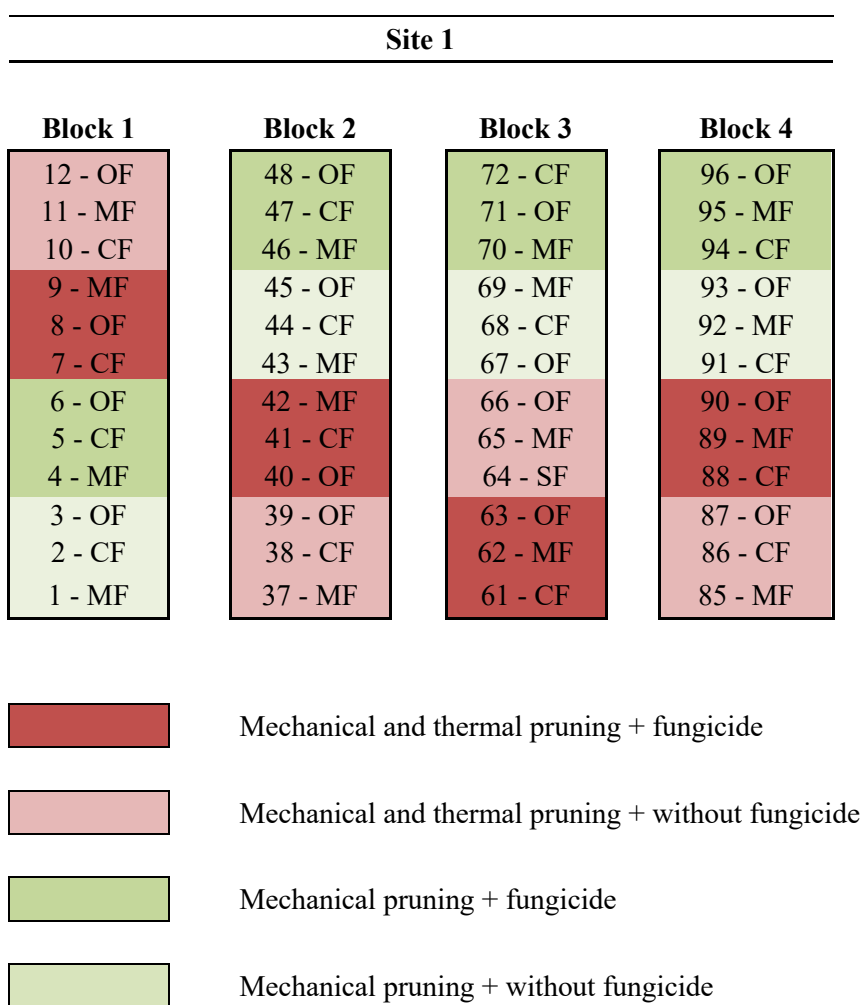 Site 1
Block 1 Block 2 Block 3 Block 4
12 - OF 48 - OF 72 - CF 96 - OF
11 - MF 47 - CF 71 - OF 95 - MF
10 - CF 46 - MF 70 - MF 94 - CF
9 - MF 45 - OF 69 - MF 93 - OF
8 - OF 44 - CF 68 - CF 92 - MF
7 - CF 43 - MF 67 - OF 91 - CF
6 - OF 42 - MF 66 - OF 90 - OF
5 - CF 41 - CF 65 - MF 89 - MF
4 - MF 40 - OF 64 - SF 88 - CF
3 - OF 39 - OF 63 - OF 87 - OF
2 - CF 38 - CF 62 - MF 86 - CF
1 - MF 37 - MF 61 - CF 85 - MF
Mechanical and thermal pruning + fungicide
Mechanical and thermal pruning + without fungicide
Mechanical pruning + fungicide
Mechanical pruning + without fungicide